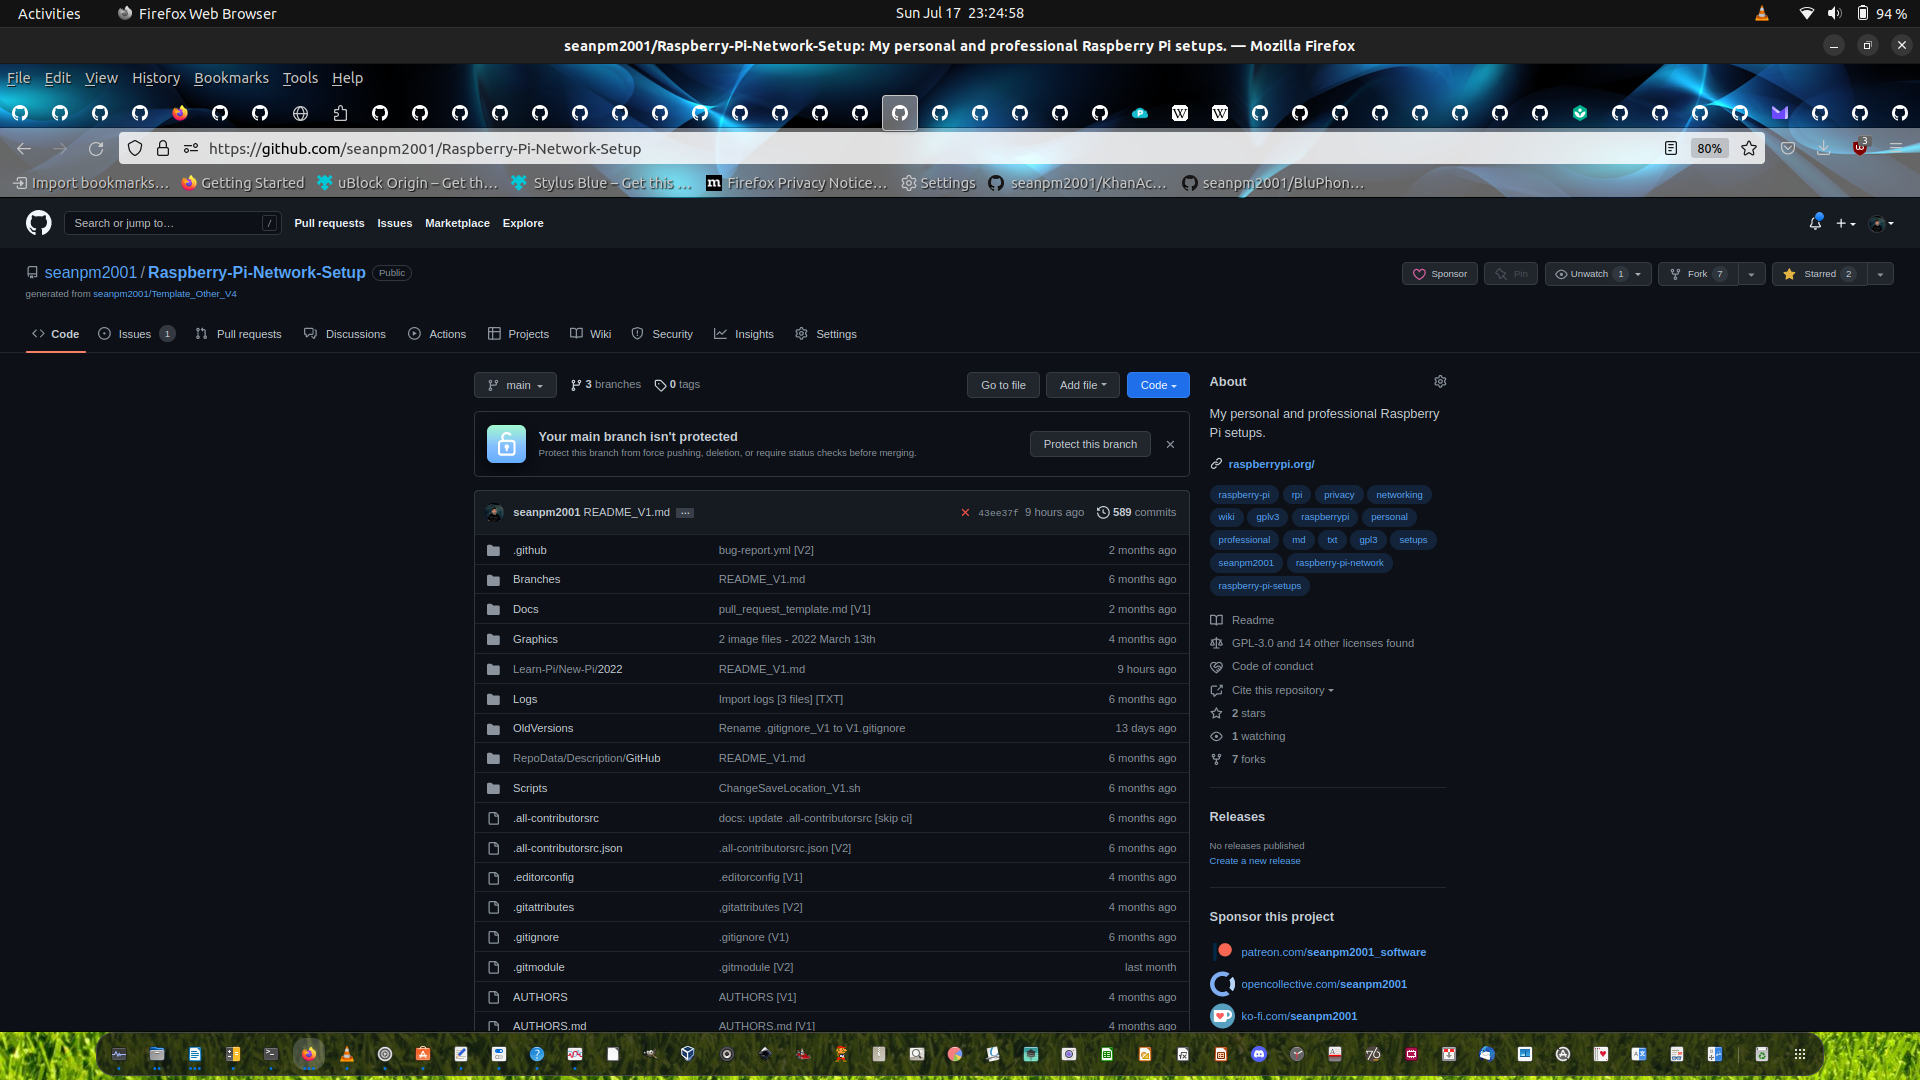 Activities
Firefox Web Browser
Sun Jul 17 23:24:58
94 %
seanpm2001/Raspberry-Pi-Network-Setup: My personal and professional Raspberry Pi setups. — Mozilla Firefox
File Edit View History Bookmarks Tools Help
https://github.com/seanpm2001/Raspberry-Pi-Network-Setup
80%
3
Import bookmarks…
Getting Started
uBlock Origin – Get th…
Stylus Blue – Get this …
Firefox Privacy Notice…
Settings
seanpm2001/KhanAc…
seanpm2001/BluPhon…
Search or jump to…
/
Pull requests Issues Marketplace Explore
seanpm2001 / Raspberry-Pi-Network-Setup Public
generated from seanpm2001/Template_Other_V4
Sponsor
Pin
Unwatch 1
Fork 7
Starred 2
Code
Issues 1
Pull requests
Discussions
Actions
Projects
Wiki
Security
Insights
Settings
main
3 branches
0 tags
Go to file
Add file
Code
Your main branch isn't protected
Protect this branch from force pushing, deletion, or require status checks before merging.
Protect this branch
seanpm2001 README_V1.md … 43ee37f 9 hours ago 589 commits
.github bug-report.yml [V2] 2 months ago
Branches README_V1.md 6 months ago
Docs pull_request_template.md [V1] 2 months ago
Graphics 2 image files - 2022 March 13th 4 months ago
Learn-Pi/New-Pi/2022 README_V1.md 9 hours ago
Logs Import logs [3 files] [TXT] 6 months ago
OldVersions Rename .gitignore_V1 to V1.gitignore 13 days ago
RepoData/Description/GitHub README_V1.md 6 months ago
Scripts ChangeSaveLocation_V1.sh 6 months ago
.all-contributorsrc docs: update .all-contributorsrc [skip ci] 6 months ago
.all-contributorsrc.json .all-contributorsrc.json [V2] 6 months ago
.editorconfig .editorconfig [V1] 4 months ago
.gitattributes ,gitattributes [V2] 4 months ago
.gitignore .gitignore (V1) 6 months ago
.gitmodule .gitmodule [V2] last month
AUTHORS AUTHORS [V1] 4 months ago
AUTHORS.md AUTHORS.md [V1] 4 months ago
About
My personal and professional Raspberry
Pi setups.
raspberrypi.org/
raspberry-pi rpi privacy networking
wiki gplv3 raspberrypi personal
professional md txt gpl3 setups
seanpm2001 raspberry-pi-network
raspberry-pi-setups
Readme
GPL-3.0 and 14 other licenses found
Code of conduct
Cite this repository
2 stars
1 watching
7 forks
Releases
No releases published
Create a new release
Sponsor this project
patreon.com/seanpm2001_software
opencollective.com/seanpm2001
ko-fi.com/seanpm2001